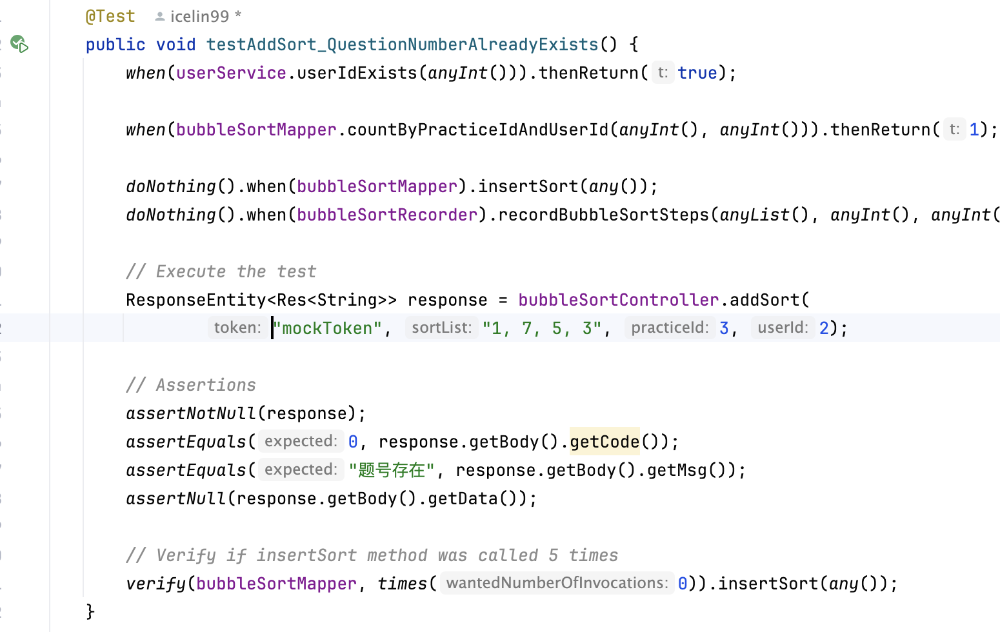 @Test icelin99 *
public void testAddSort_QuestionNumberAlreadyExists() {
when(userService.userIdExists(anyInt())).thenReturn( t: true);
when(bubbleSortMapper.countByPracticeIdAndUserId(anyInt(), anyInt())).thenReturn( t: 1);
doNothing().when(bubbleSortMapper).insertSort(any());
doNothing().when(bubbleSortRecorder).recordBubbleSortSteps(anyList(), anyInt(), anyInt(
// Execute the test
ResponseEntity<Res<String>> response = bubbleSortController.addSort(
token: "mockToken", sortList: "1, 7, 5, 3", practiceId: 3, userId: 2);
// Assertions
assertNotNull(response);
assertEquals( expected: 0, response.getBody().getCode());
assertEquals( expected: "题号存在", response.getBody().getMsg());
assertNull(response.getBody().getData());
// Verify if insertSort method was called 5 times
verify(bubbleSortMapper, times( wantedNumberOfInvocations: 0)).insertSort(any());
}